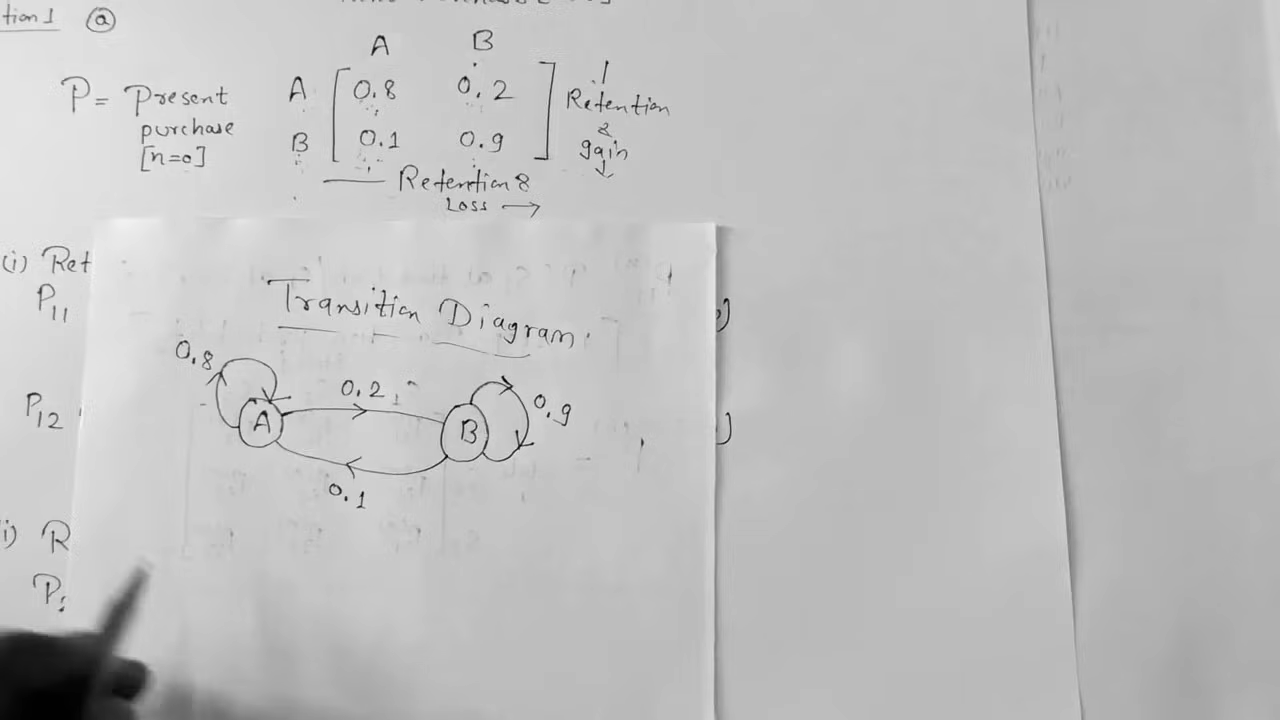 tion 1 (a)
A B
P = Present purchase [n=0]
A 0.8 0.2
B 0.1 0.9
Retention & gain ↓
Retention & Loss →
(i) Ret
P11
P12
i) R
Transition Diagram.
0.8
0.2
0.9
A
B
0.1